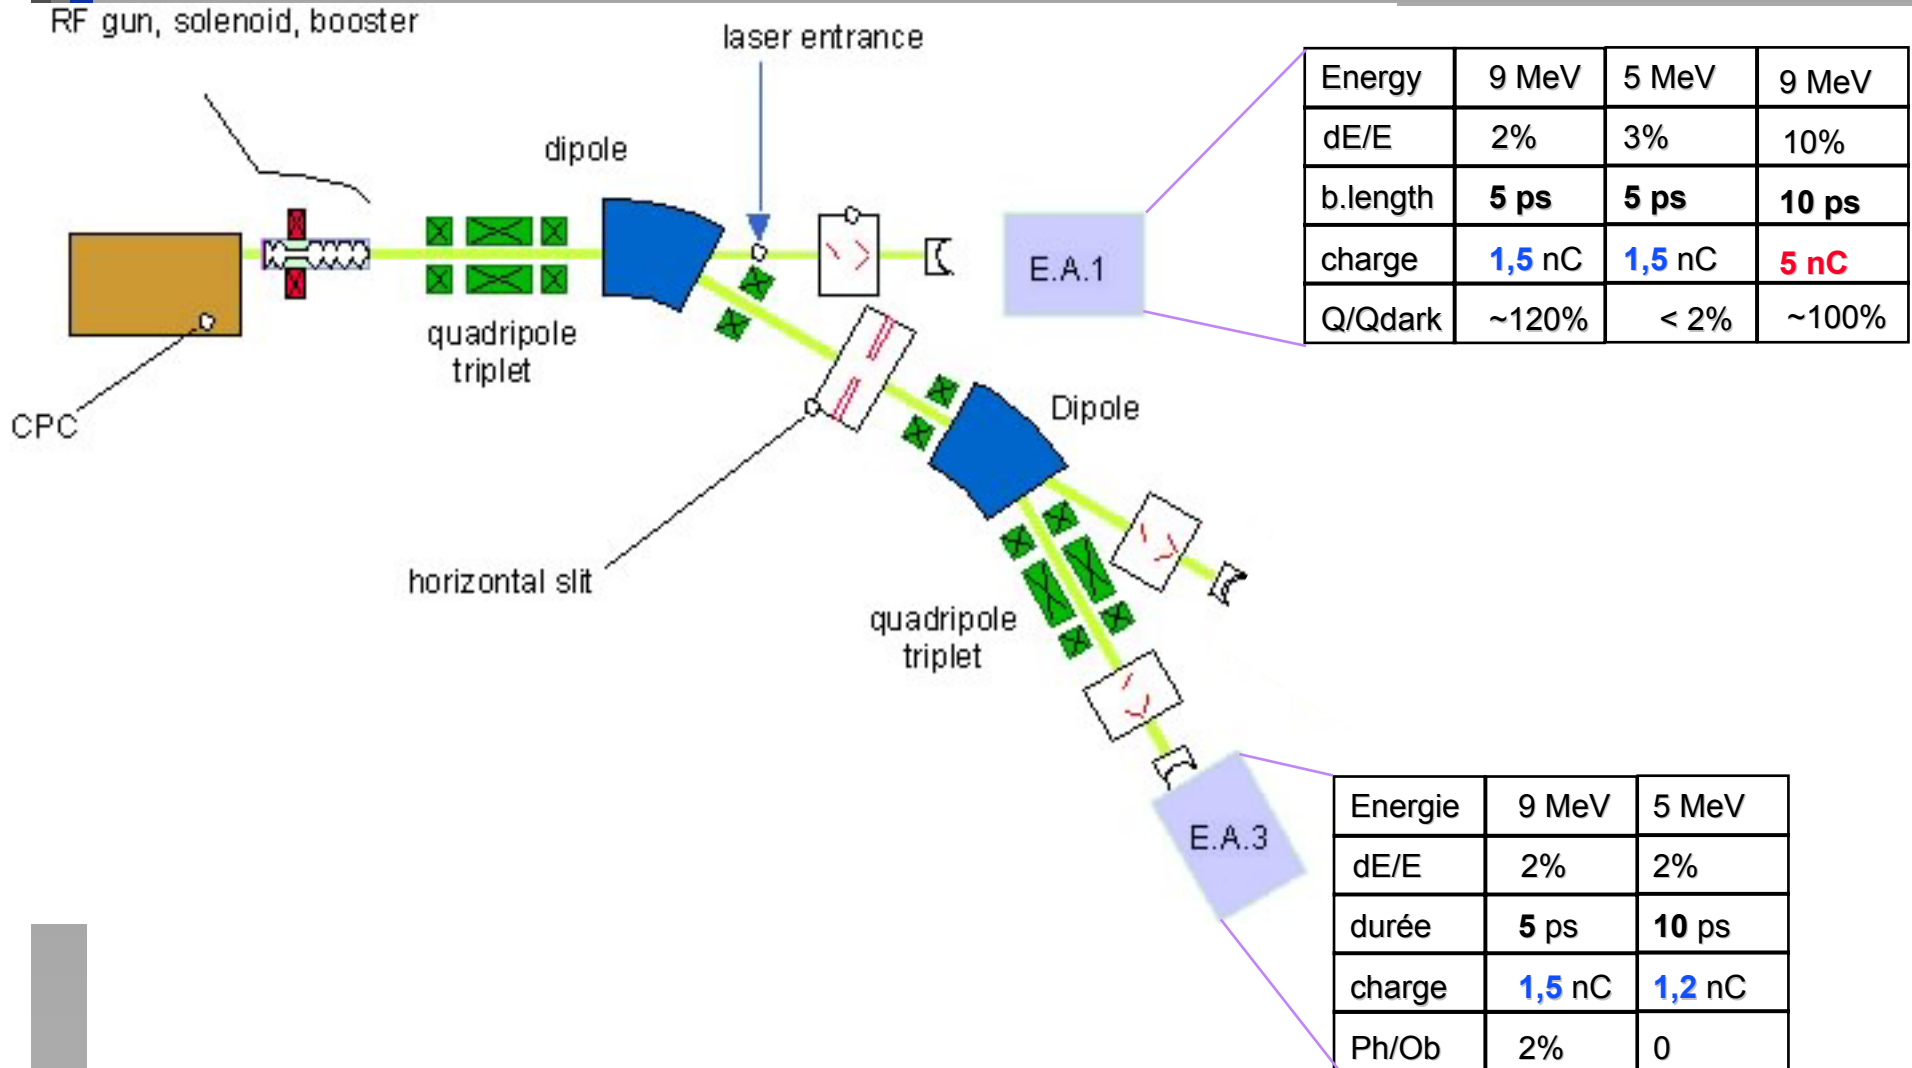 RF gun, solenoid, booster
laser entrance
dipole
quadripole
triplet
CPC
horizontal slit
E.A.1
Dipole
quadripole
triplet
E.A.3
Energy 9 MeV 5 MeV 9 MeV
dE/E 2% 3% 10%
b.length 5 ps 5 ps 10 ps
charge 1,5 nC 1,5 nC 5 nC
Q/Qdark ~120% < 2% ~100%
Energie 9 MeV 5 MeV
dE/E 2% 2%
durée 5 ps 10 ps
charge 1,5 nC 1,2 nC
Ph/Ob 2% 0